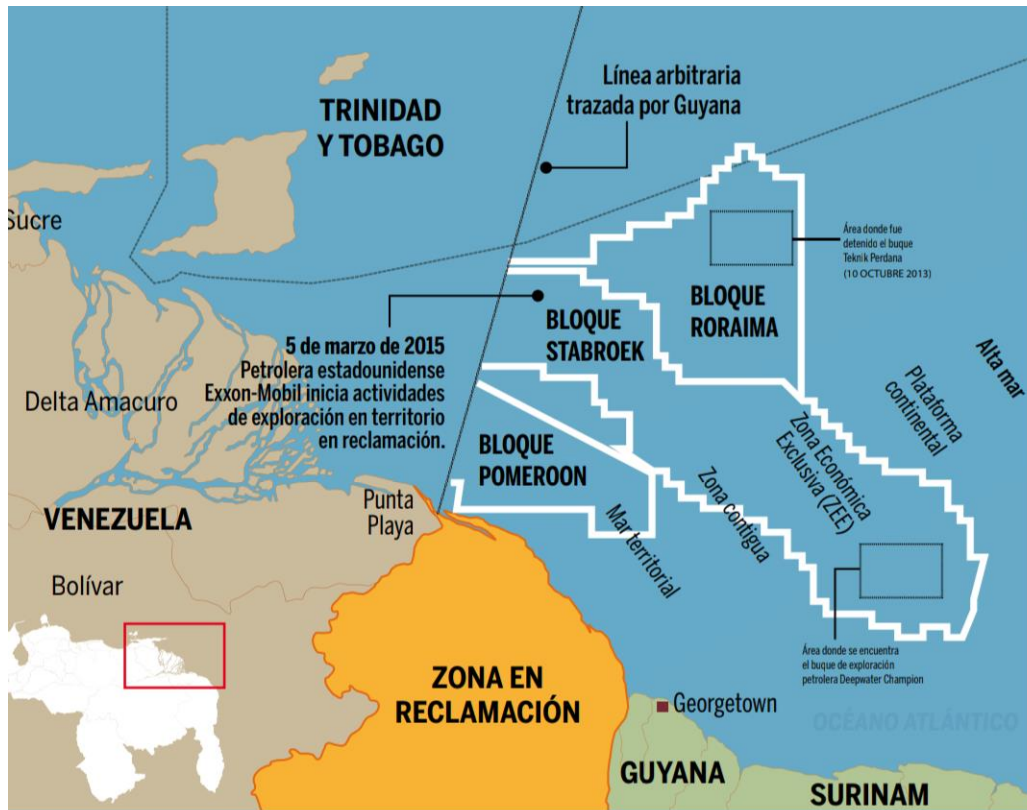 TRINIDAD
Y TOBAGO
Línea arbitraria
trazada por Guyana
Sucre
Área donde fue
detenido el buque
Teknik Perdana
(10 OCTUBRE 2013)
BLOQUE
RORAIMA
BLOQUE
STABROEK
5 de marzo de 2015
Petrolera estadounidense
Exxon-Mobil inicia actividades
de exploración en territorio
en reclamación.
Delta Amacuro
Alta mar
Plataforma
continental
Zona Económica
Exclusiva (ZEE)
BLOQUE
POMEROON
Zona contigua
Mar territorial
Punta
Playa
VENEZUELA
Bolívar
Área donde se encuentra
el buque de exploración
petrolera Deepwater Champion
ZONA EN
RECLAMACIÓN
Georgetown
OCÉANO ATLÁNTICO
GUYANA
SURINAM